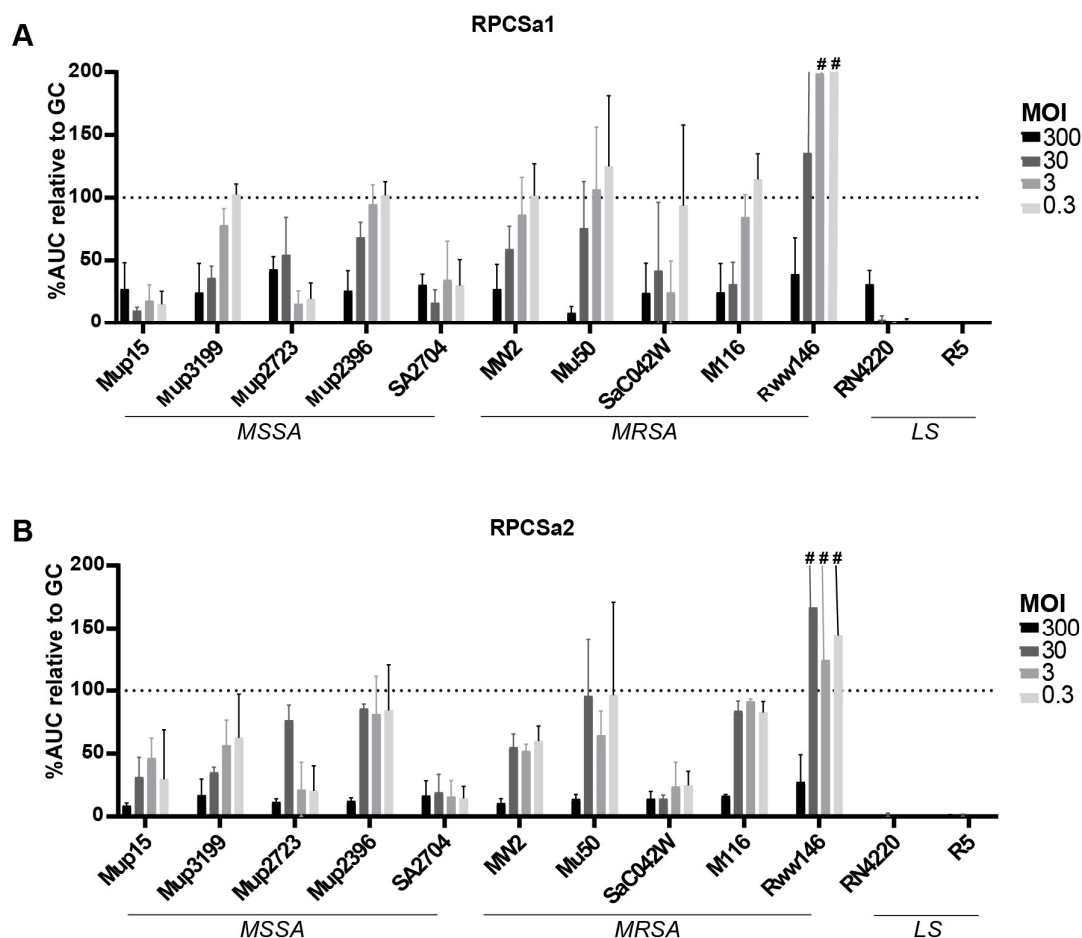 A
RPCSa1
%AUC relative to GC
200
150
100
50
0
# #
MOI
300
30
3
0.3
Mup15
Mup3199
Mup2723
Mup2396
SA2704
MW2
Mu50
SaC042W
M116
Rww146
RN4220
R5
MSSA
MRSA
LS
B
RPCSa2
%AUC relative to GC
200
150
100
50
0
# # #
MOI
300
30
3
0.3
Mup15
Mup3199
Mup2723
Mup2396
SA2704
MW2
Mu50
SaC042W
M116
Rww146
RN4220
R5
MSSA
MRSA
LS